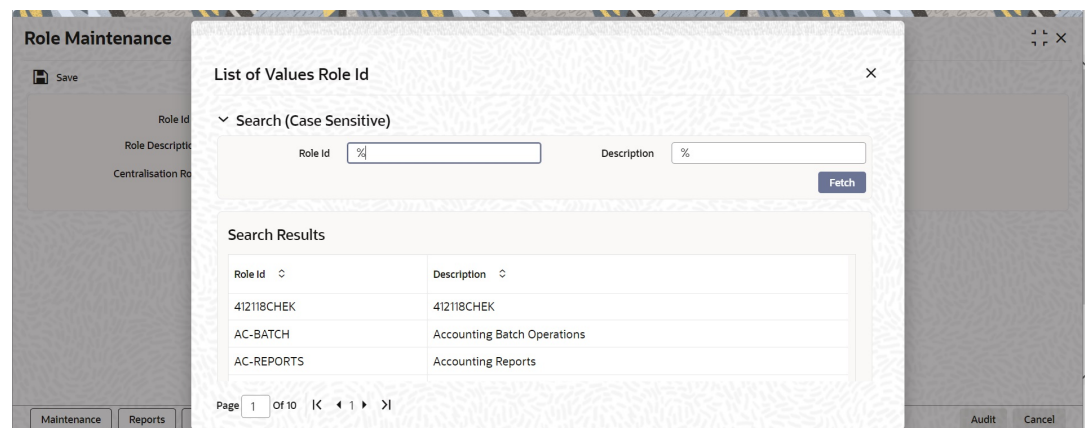 Role Maintenance
Save
Role Id
Role Descriptio
Centralisation Ro
List of Values Role Id
Search (Case Sensitive)
Role Id % Description %
Fetch
Search Results
Role Id Description
412118CHEK 412118CHEK
AC-BATCH Accounting Batch Operations
AC-REPORTS Accounting Reports
Page 1 Of 10 1
Maintenance Reports Audit Cancel